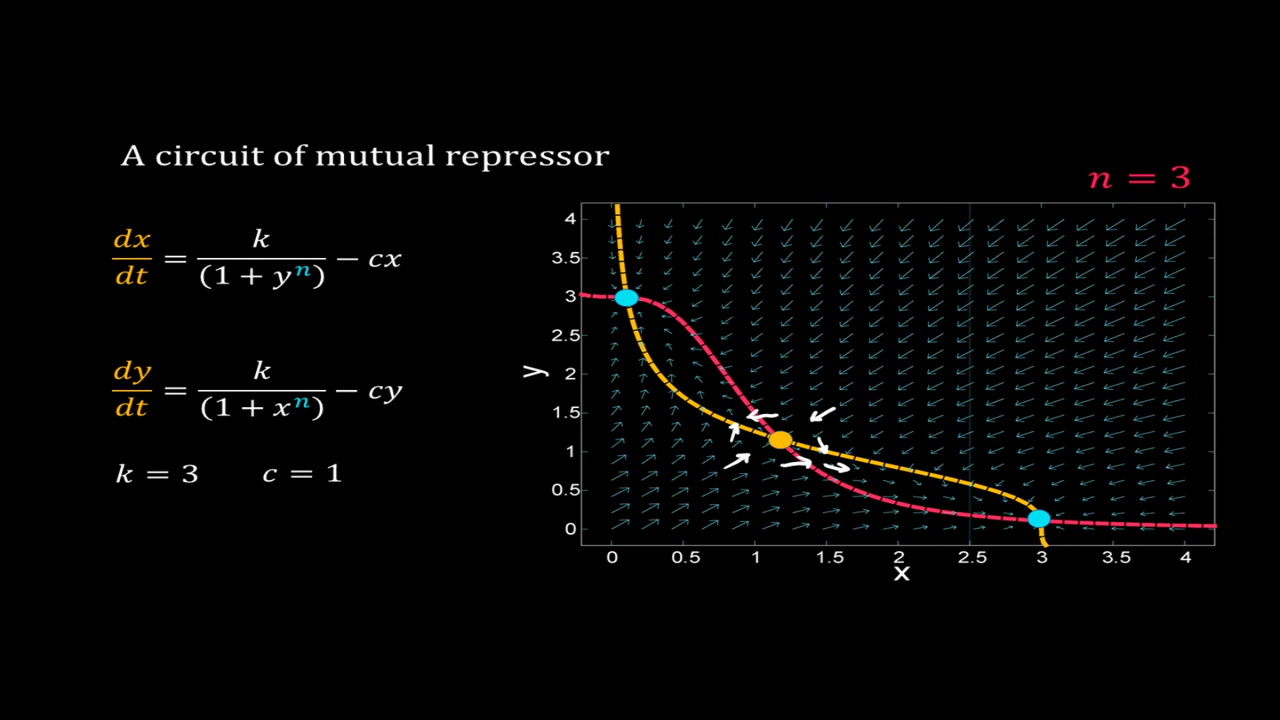 A circuit of mutual repressor
n = 3
dx/dt = k/(1 + yⁿ) − cx
dy/dt = k/(1 + xⁿ) − cy
k = 3 c = 1
y
4
3.5
3
2.5
2
1.5
1
0.5
0
0 0.5 1 1.5 2 2.5 3 3.5 4
x